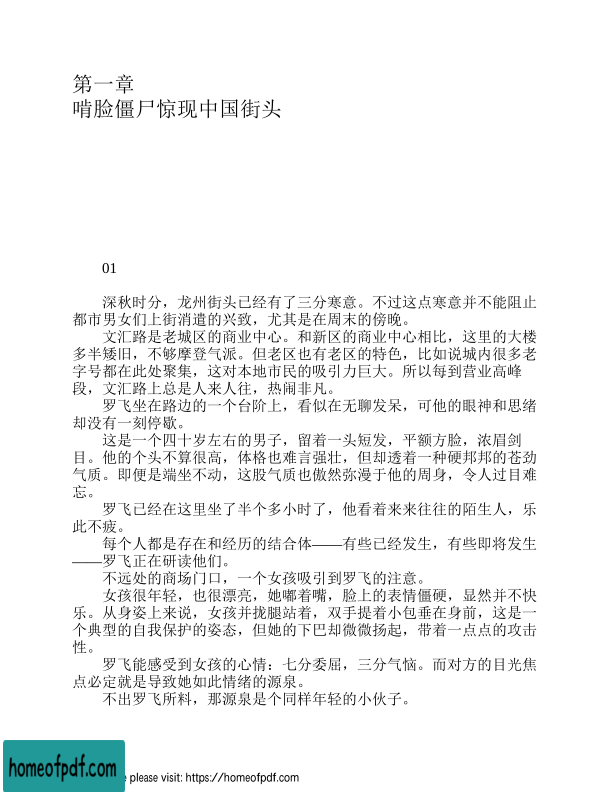 第一章
啃脸僵尸惊现中国街头
01
深秋时分，龙州街头已经有了三分寒意。不过这点寒意并不能阻止
都市男女们上街消遣的兴致，尤其是在周末的傍晚。
文汇路是老城区的商业中心。和新区的商业中心相比，这里的大楼
多半矮旧，不够摩登气派。但老区也有老区的特色，比如说城内很多老
字号都在此处聚集，这对本地市民的吸引力巨大。所以每到营业高峰
段，文汇路上总是人来人往，热闹非凡。
罗飞坐在路边的一个台阶上，看似在无聊发呆，可他的眼神和思绪
却没有一刻停歇。
这是一个四十岁左右的男子，留着一头短发，平额方脸，浓眉剑
目。他的个头不算很高，体格也难言强壮，但却透着一种硬邦邦的苍劲
气质。即便是端坐不动，这股气质也傲然弥漫于他的周身，令人过目难
忘。
罗飞已经在这里坐了半个多小时了，他看着来来往往的陌生人，乐
此不疲。
每个人都是存在和经历的结合体——有些已经发生，有些即将发生
——罗飞正在研读他们。
不远处的商场门口，一个女孩吸引到罗飞的注意。
女孩很年轻，也很漂亮，她嘟着嘴，脸上的表情僵硬，显然并不快
乐。从身姿上来说，女孩并拢腿站着，双手提着小包垂在身前，这是一
个典型的自我保护的姿态，但她的下巴却微微扬起，带着一点点的攻击
性。
罗飞能感受到女孩的心情：七分委屈，三分气恼。而对方的目光焦
点必定就是导致她如此情绪的源泉。
不出罗飞所料，那源泉是个同样年轻的小伙子。
homeofpdf.com
e please visit: https://homeofpdf.com